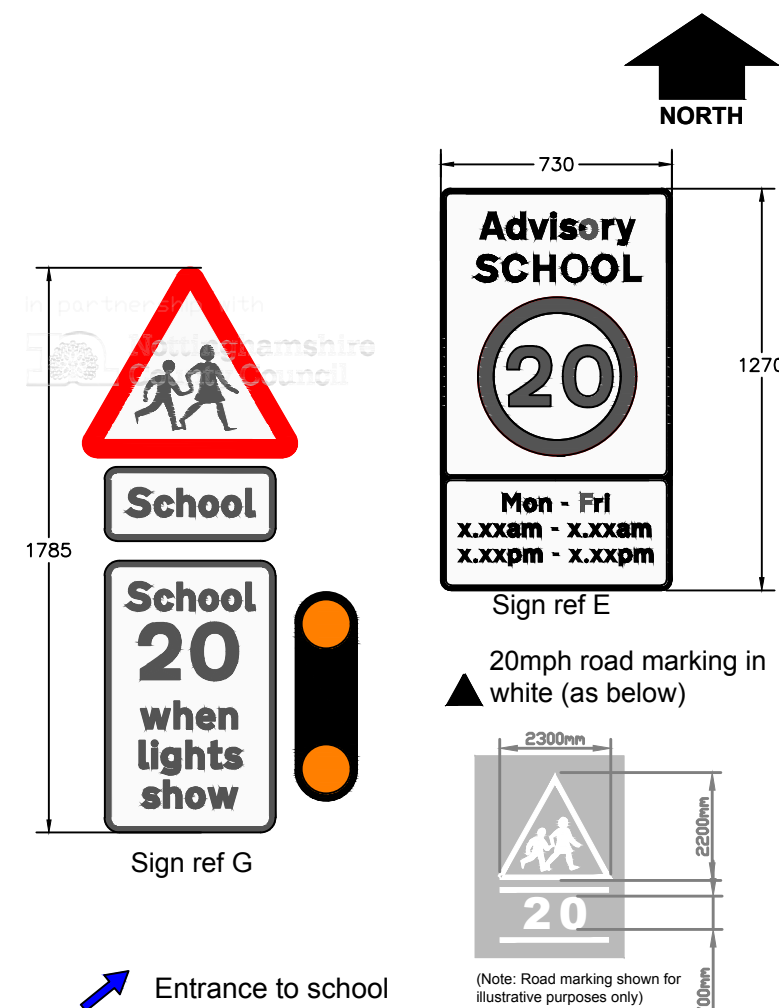 NORTH
730
Advisory
SCHOOL
20
1270
Mon - Fri
x.xxam - x.xxam
x.xxpm - x.xxpm
Sign ref E
In partnership with
Nottinghamshire
County Council
School
1785
School
20
when
lights
show
Sign ref G
20mph road marking in
white (as below)
2300mm
2200mm
20
(Note: Road marking shown for
illustrative purposes only)
Entrance to school